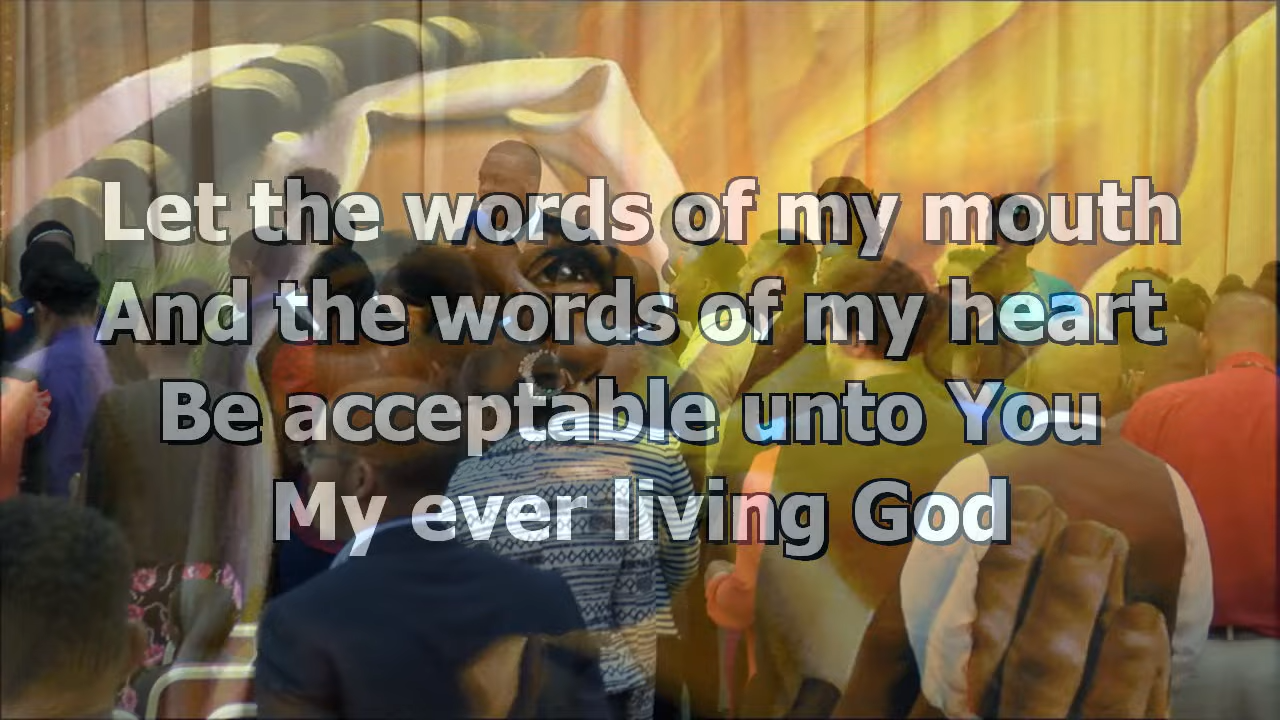 Let the words of my mouth
And the words of my heart
Be acceptable unto You
My ever living God